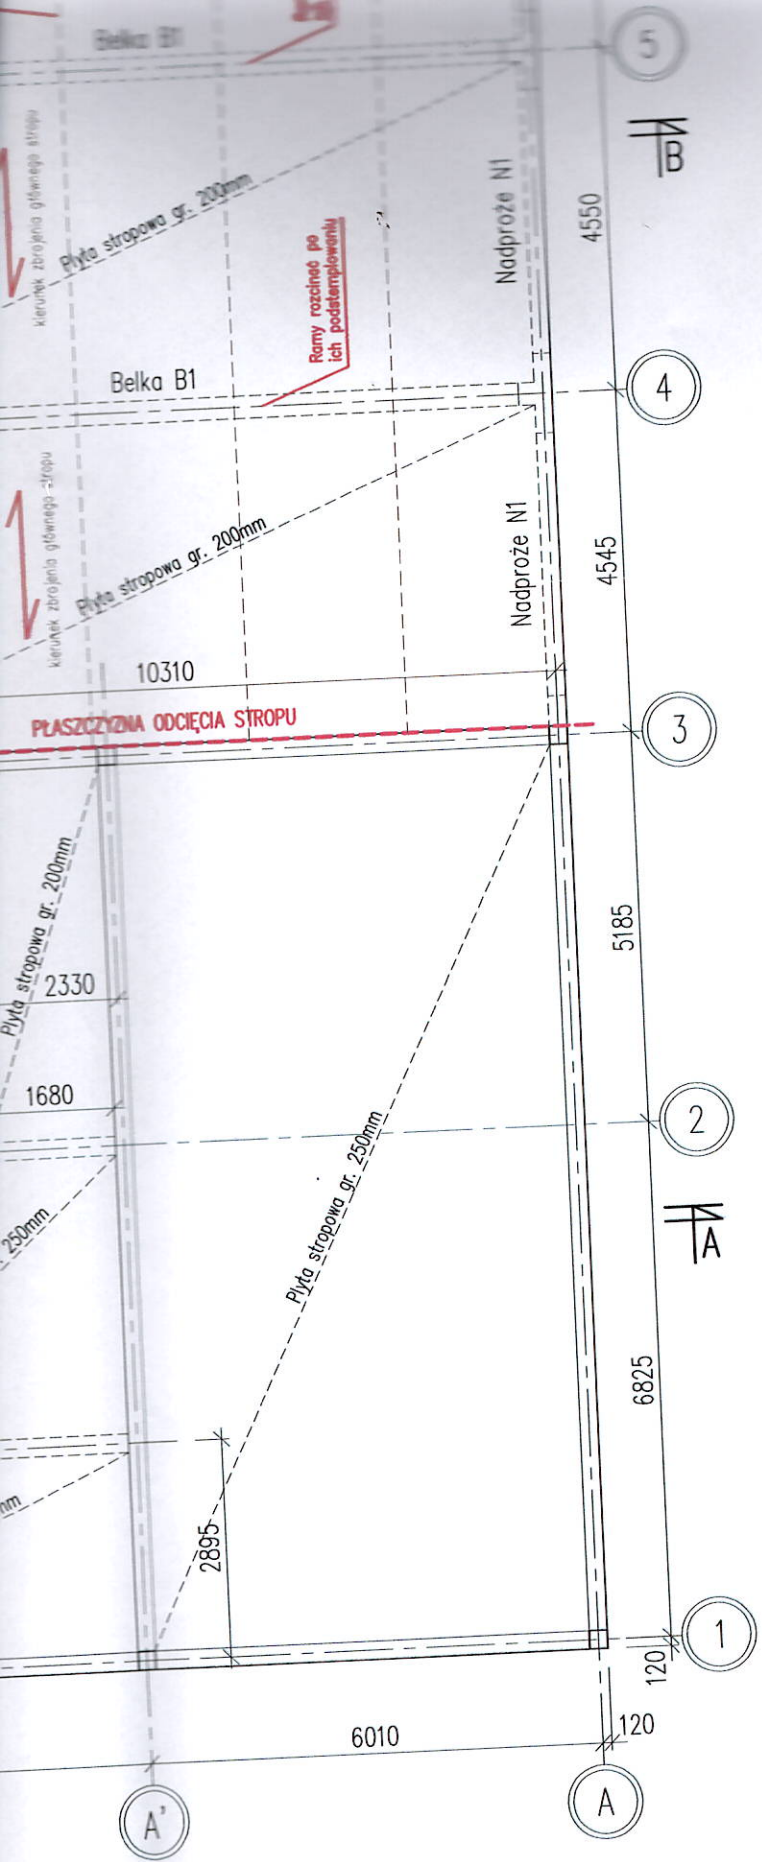 Belka B1
5
B
kierunek zbrojenia głównego stropu
Płyta stropowa gr. 200mm
Nadproże N1
4550
Ramy rozcinać po
ich podstemplowaniu
Belka B1
4
kierunek zbrojenia głównego stropu
Płyta stropowa gr. 200mm
Nadproże N1
4545
10310
PŁASZCZYZNA ODCIĘCIA STROPU
3
Płyta stropowa gr. 200mm
5185
2330
1680
2
Płyta stropowa gr. 250mm
250mm
A
6825
2895
1
120
6010
120
A'
A